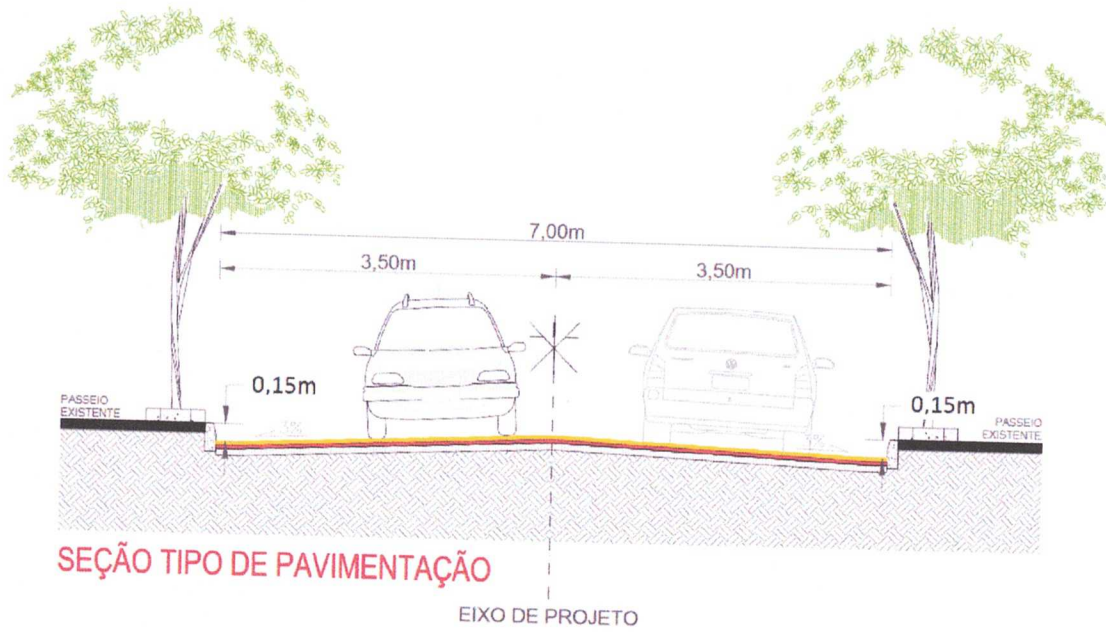 7,00m
3,50m
3,50m
0,15m
0,15m
PASSEIO
EXISTENTE
PASSEIO
EXISTENTE
SEÇÃO TIPO DE PAVIMENTAÇÃO
EIXO DE PROJETO